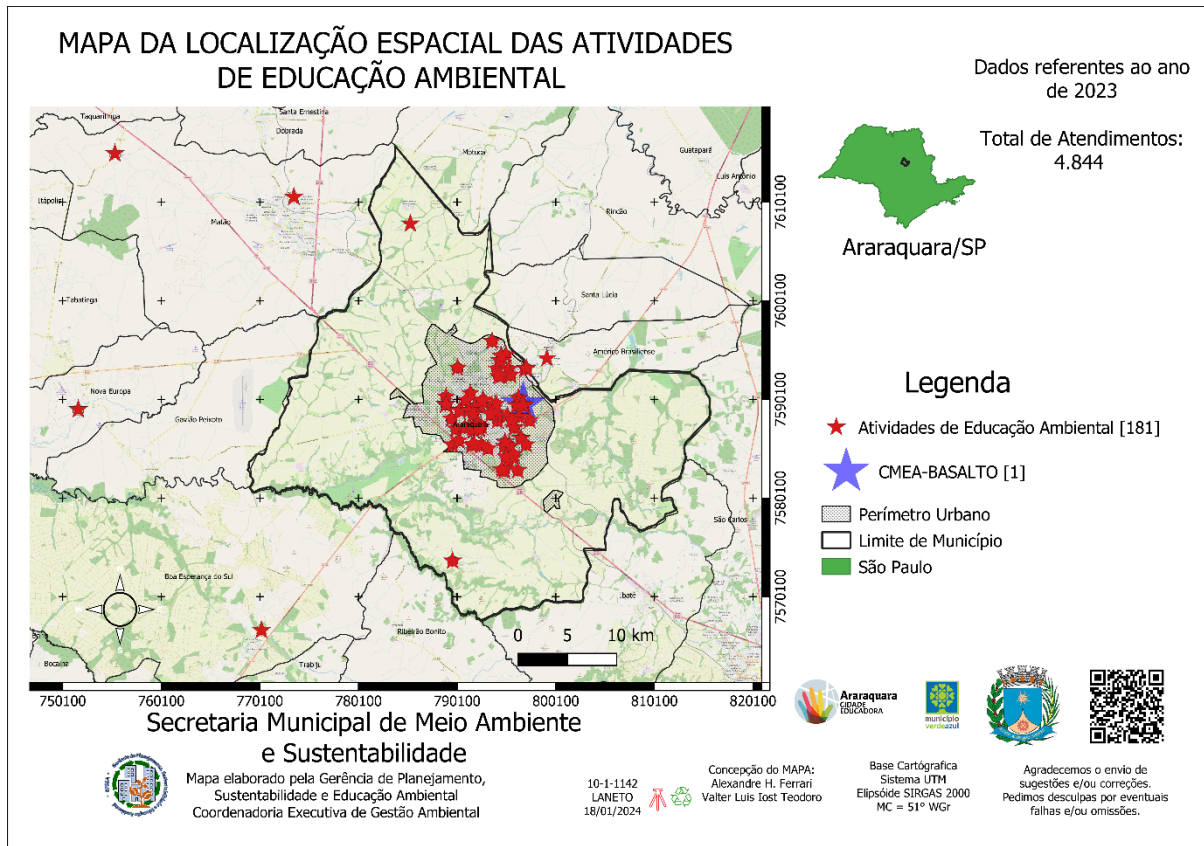 MAPA DA LOCALIZAÇÃO ESPACIAL DAS ATIVIDADES
DE EDUCAÇÃO AMBIENTAL
Dados referentes ao ano
de 2023
Total de Atendimentos:
4.844
Araraquara/SP
Taquaritinga
Santa Ernestina
Dobrada
Motuca
Guatapará
Luis Antônio
Itápolis
Matão
Rincão
Tabatinga
Santa Lúcia
Américo Brasiliense
Nova Europa
Gavião Peixoto
Araraquara
São Carlos
Boa Esperança do Sul
Ibaté
Ribeirão Bonito
Bocaina
Trabiju
0 5 10 km
7610100
7600100
7590100
7580100
7570100
750100 760100 770100 780100 790100 800100 810100 820100
Legenda
Atividades de Educação Ambiental [181]
CMEA-BASALTO [1]
Perímetro Urbano
Limite de Município
São Paulo
Secretaria Municipal de Meio Ambiente
e Sustentabilidade
Mapa elaborado pela Gerência de Planejamento,
Sustentabilidade e Educação Ambiental
Coordenadoria Executiva de Gestão Ambiental
10-1-1142
LANETO
18/01/2024
Concepção do MAPA:
Alexandre H. Ferrari
Valter Luis Iost Teodoro
Araraquara
CIDADE
EDUCADORA
município
verdeazul
Base Cartógrafica
Sistema UTM
Elipsóide SIRGAS 2000
MC = 51° WGr
Agradecemos o envio de
sugestões e/ou correções.
Pedimos desculpas por eventuais
falhas e/ou omissões.